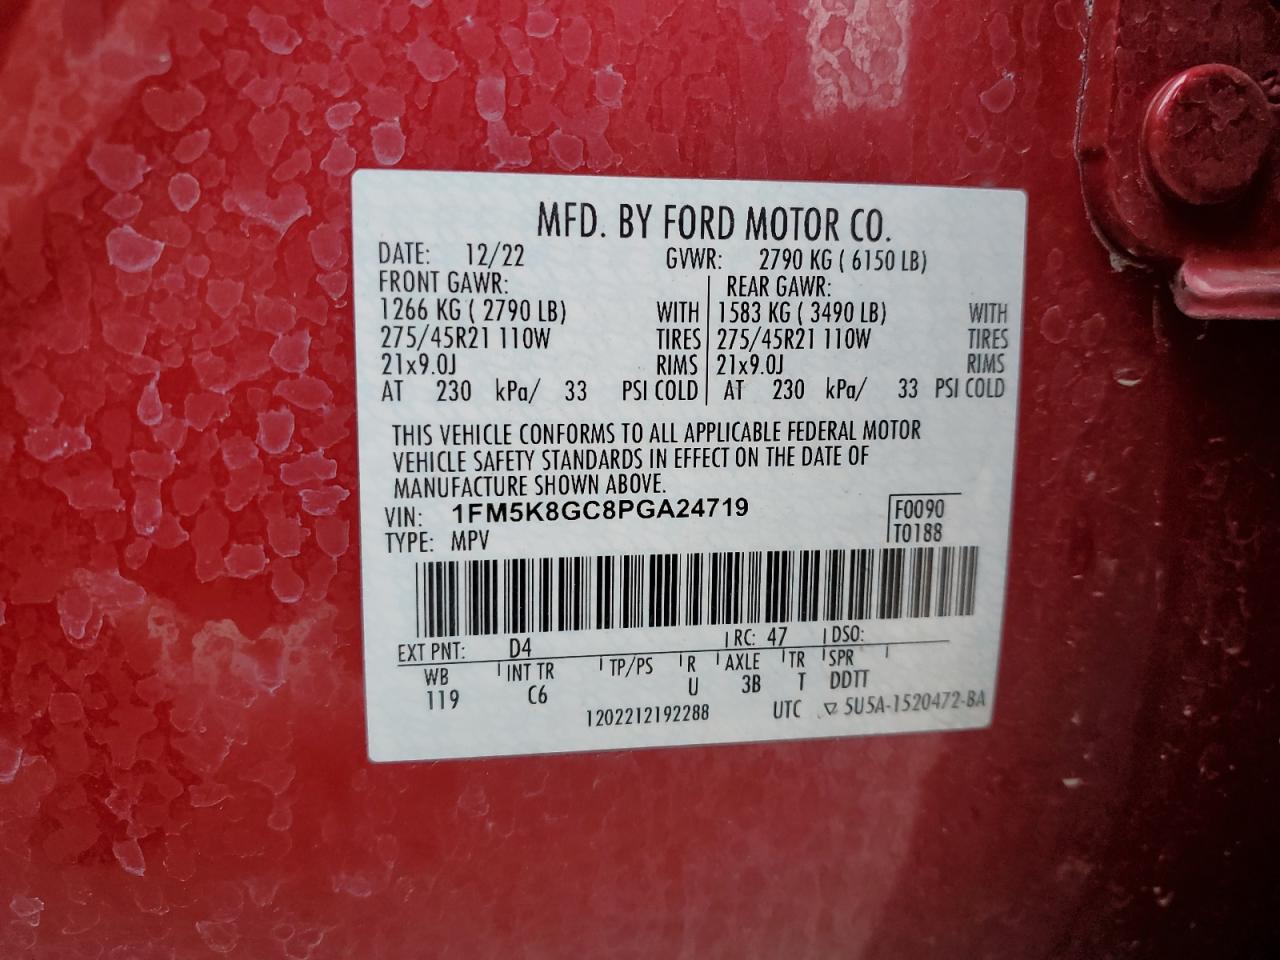 MFD. BY FORD MOTOR CO.
DATE: 12/22 GVWR: 2790 KG ( 6150 LB)
FRONT GAWR: REAR GAWR:
1266 KG ( 2790 LB) WITH 1583 KG ( 3490 LB) WITH
275/45R21 110W TIRES 275/45R21 110W TIRES
21x9.0J RIMS 21x9.0J RIMS
AT 230 kPa/ 33 PSI COLD AT 230 kPa/ 33 PSI COLD
THIS VEHICLE CONFORMS TO ALL APPLICABLE FEDERAL MOTOR
VEHICLE SAFETY STANDARDS IN EFFECT ON THE DATE OF
MANUFACTURE SHOWN ABOVE.
VIN: 1FM5K8GC8PGA24719 F0090
TYPE: MPV T0188
EXT PNT: D4 RC: 47 DSO:
WB INT TR TP/PS R AXLE TR SPR
119 C6 U 3B T DDTT
1202212192288 UTC 5U5A-1520472-BA